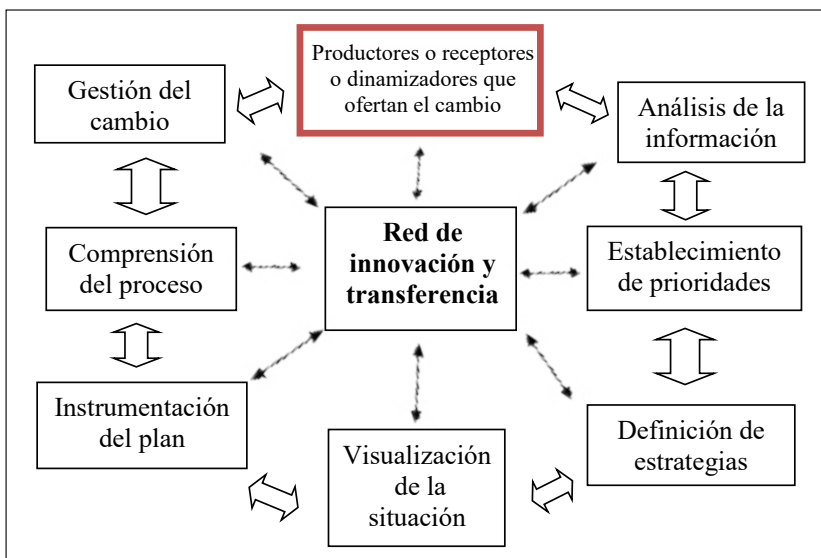 Productores o receptores
o dinamizadores que
ofertan el cambio
Gestión del
cambio
Análisis de la
información
Red de
innovación y
transferencia
Comprensión
del proceso
Establecimiento
de prioridades
Instrumentación
del plan
Visualización
de la
situación
Definición de
estrategias